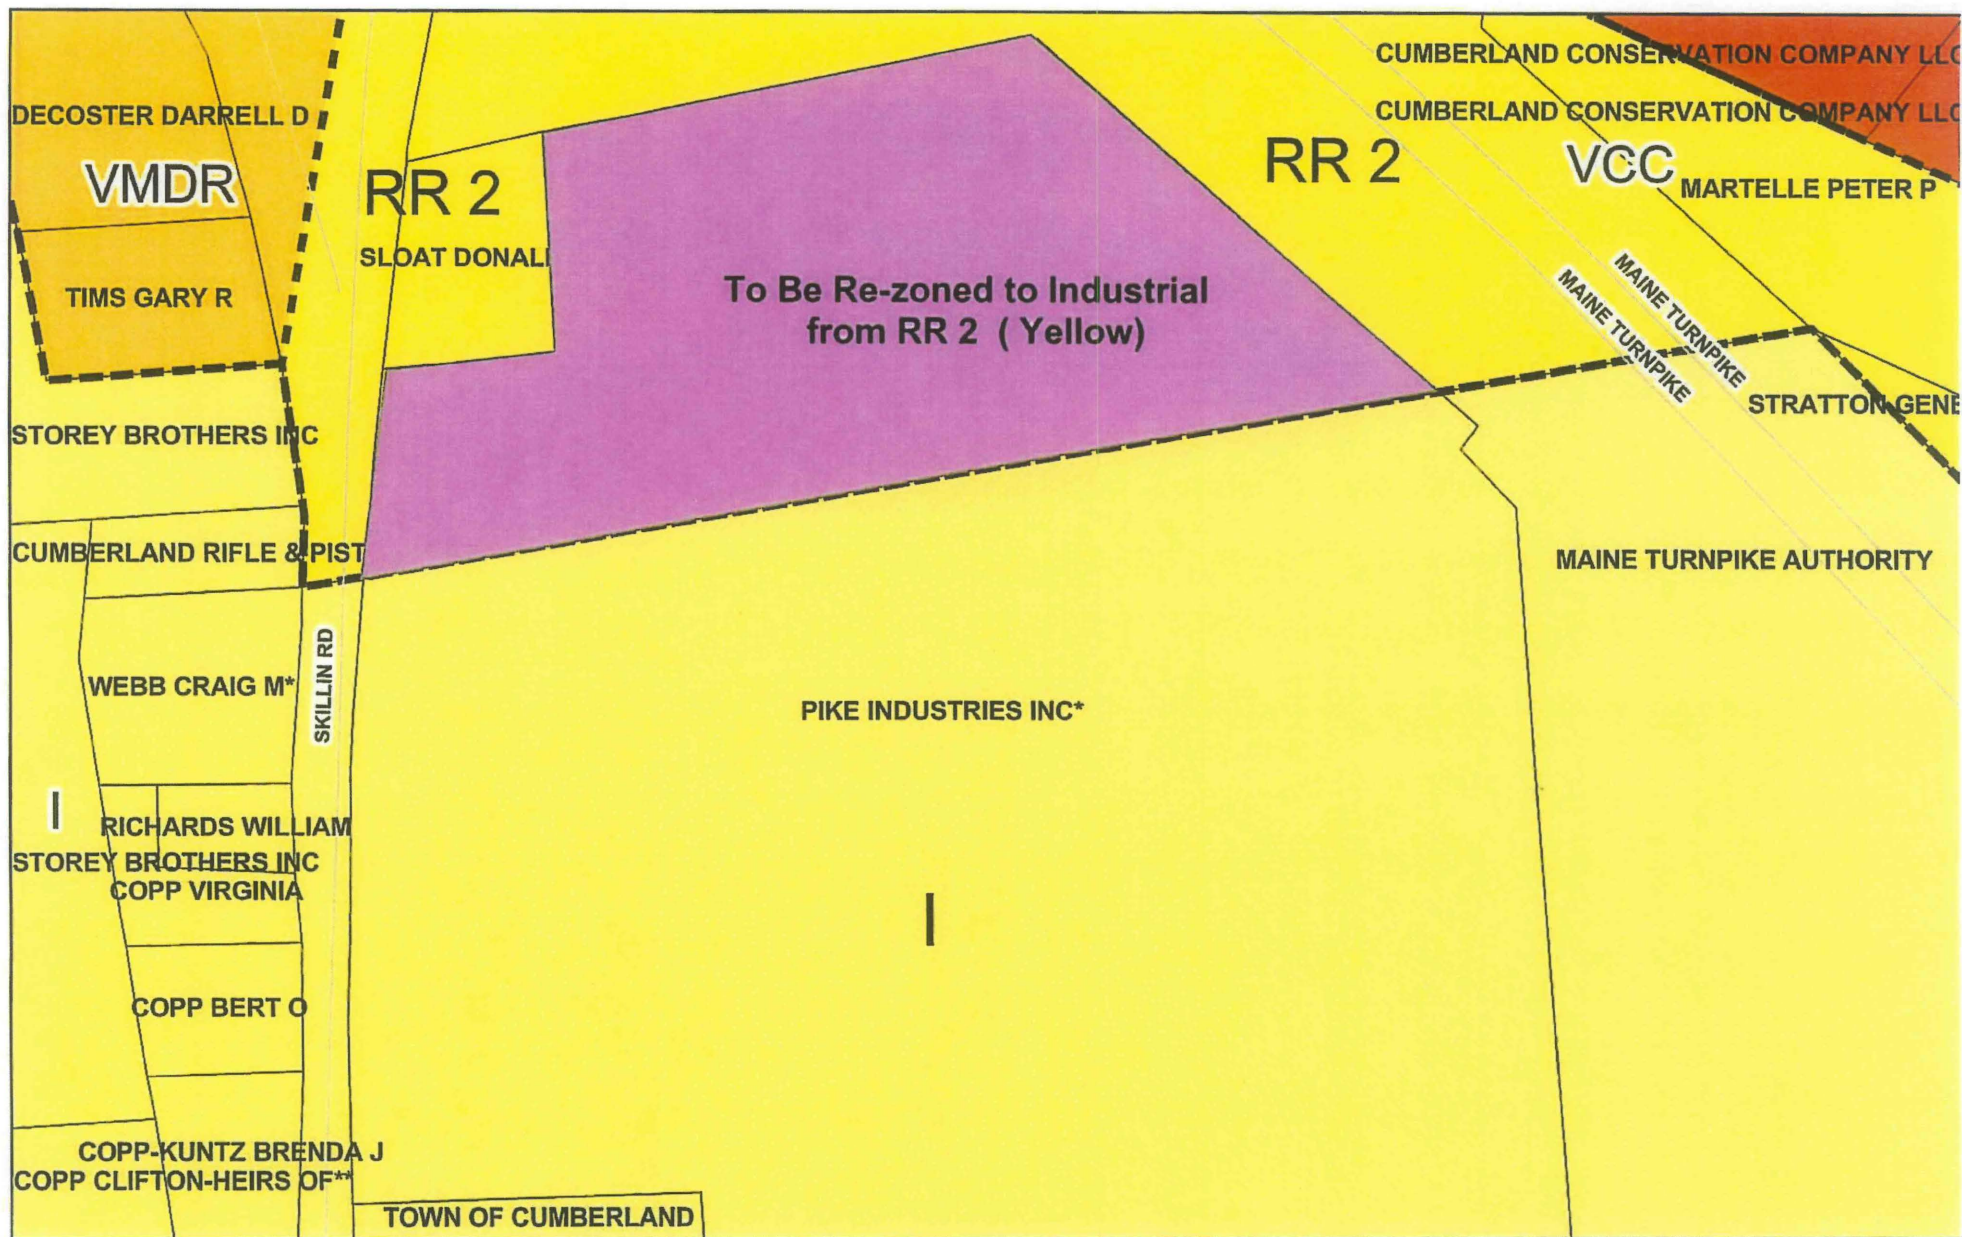 CUMBERLAND CONSERVATION COMPANY LLC
DECOSTER DARRELL D
CUMBERLAND CONSERVATION COMPANY LLC
VMDR
RR 2
RR 2
VCC
MARTELLE PETER P
SLOAT DONALI
TIMS GARY R
To Be Re-zoned to Industrial
from RR 2 ( Yellow)
MAINE TURNPIKE
MAINE TURNPIKE
STRATTON GENE
STOREY BROTHERS INC
CUMBERLAND RIFLE & PIST
MAINE TURNPIKE AUTHORITY
WEBB CRAIG M*
SKILLIN RD
PIKE INDUSTRIES INC*
I
RICHARDS WILLIAM
STOREY BROTHERS INC
COPP VIRGINIA
I
COPP BERT O
COPP-KUNTZ BRENDA J
COPP CLIFTON-HEIRS OF**
TOWN OF CUMBERLAND